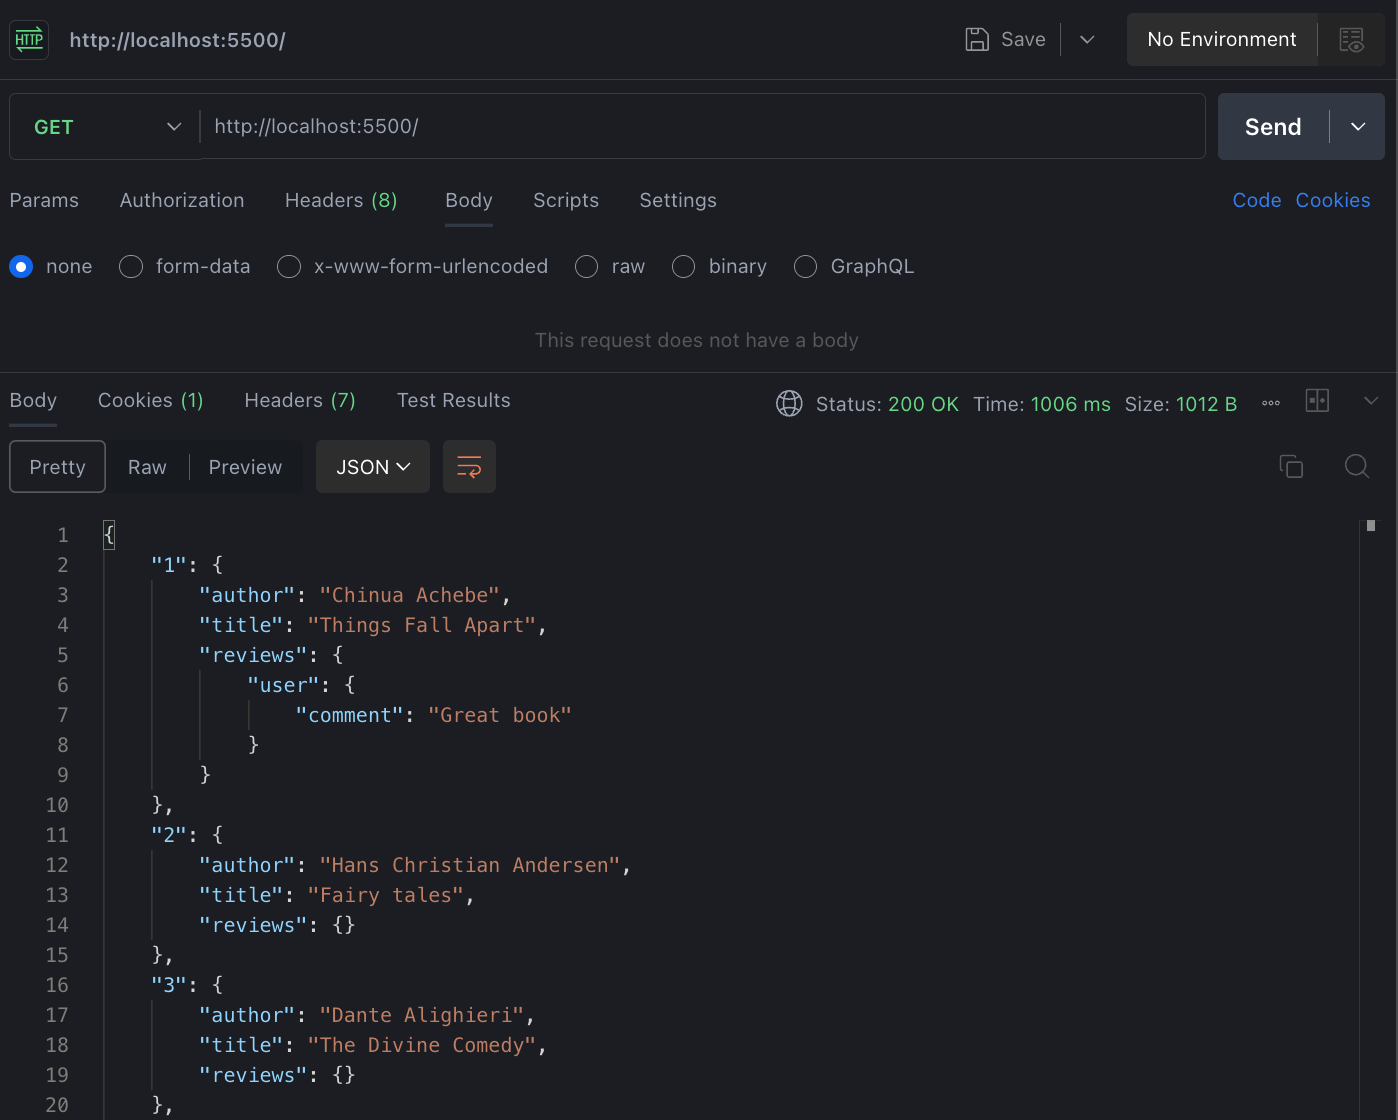 HTTP http://localhost:5500/ Save No Environment
GET http://localhost:5500/ Send
Params Authorization Headers (8) Body Scripts Settings Code Cookies
none form-data x-www-form-urlencoded raw binary GraphQL
This request does not have a body
Body Cookies (1) Headers (7) Test Results Status: 200 OK Time: 1006 ms Size: 1012 B
Pretty Raw Preview JSON
1 {
2     "1": {
3         "author": "Chinua Achebe",
4         "title": "Things Fall Apart",
5         "reviews": {
6             "user": {
7                 "comment": "Great book"
8             }
9         }
10     },
11     "2": {
12         "author": "Hans Christian Andersen",
13         "title": "Fairy tales",
14         "reviews": {}
15     },
16     "3": {
17         "author": "Dante Alighieri",
18         "title": "The Divine Comedy",
19         "reviews": {}
20     },